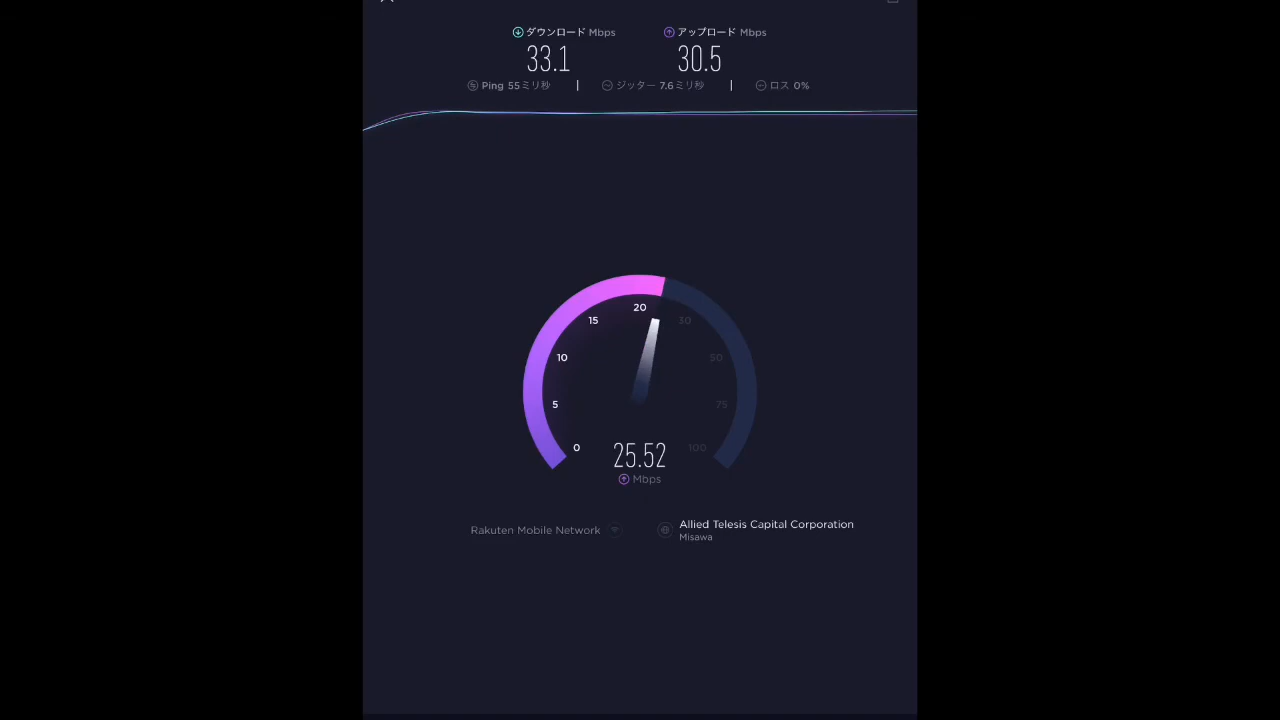 ダウンロード Mbps アップロード Mbps
33.1 30.5
Ping 55ミリ秒 ジッター 7.6ミリ秒 ロス 0%
20
15 30
10 50
5 75
0 100
25.52
Mbps
Rakuten Mobile Network
Allied Telesis Capital Corporation
Misawa